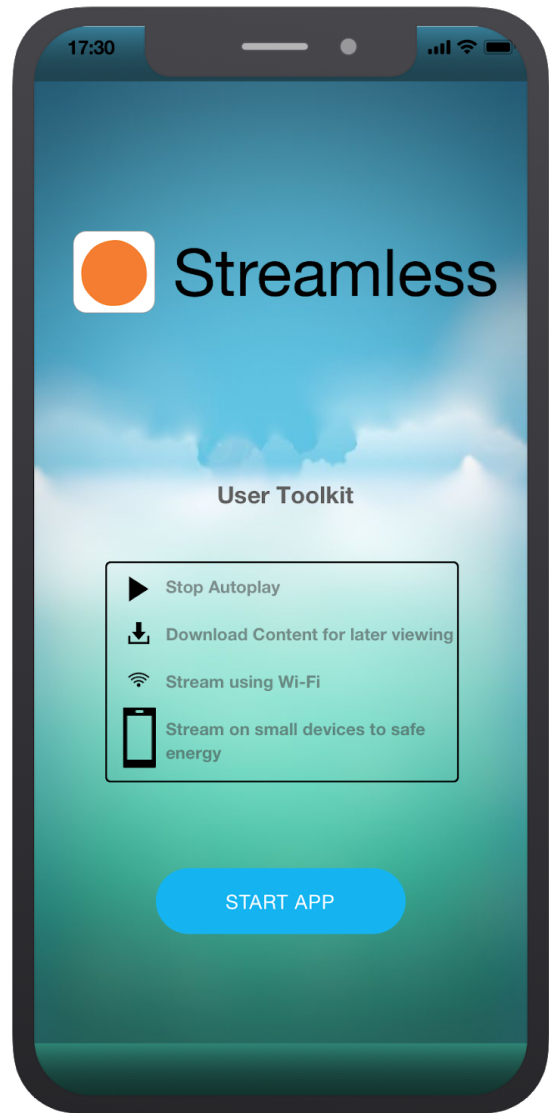 17:30
Streamless
User Toolkit
Stop Autoplay
Download Content for later viewing
Stream using Wi-Fi
Stream on small devices to safe
energy
START APP